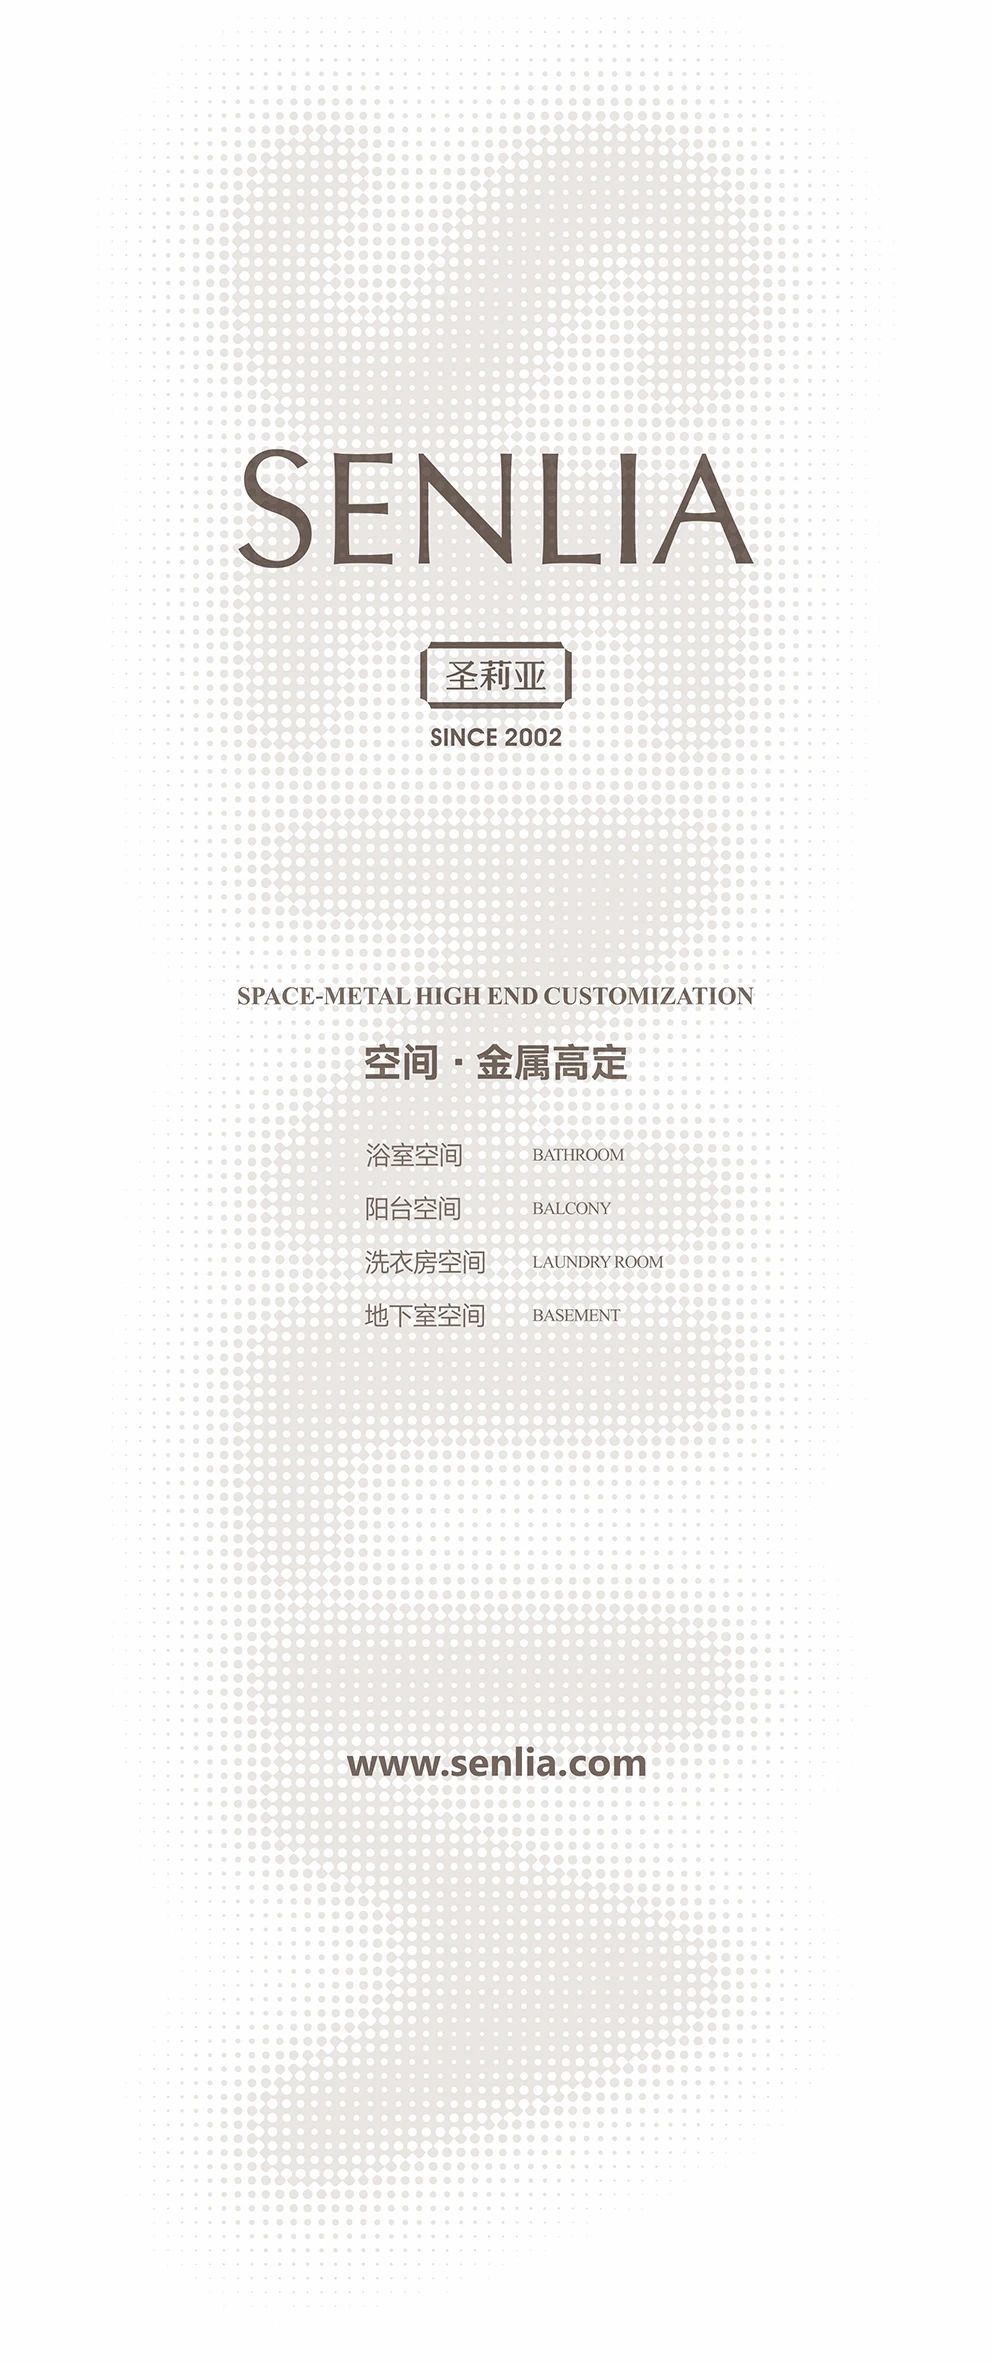 SENLIA
圣莉亚
SINCE 2002
SPACE-METAL HIGH END CUSTOMIZATION
空间·金属高定
浴室空间 BATHROOM
阳台空间 BALCONY
洗衣房空间 LAUNDRY ROOM
地下室空间 BASEMENT
www.senlia.com